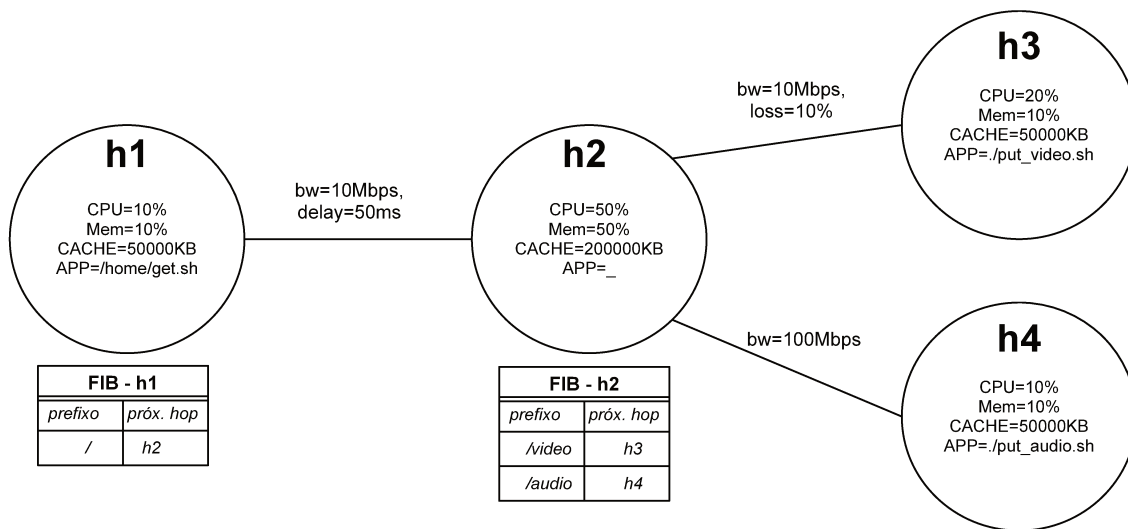 h1
CPU=10%
Mem=10%
CACHE=50000KB
APP=/home/get.sh
bw=10Mbps,
delay=50ms
h2
CPU=50%
Mem=50%
CACHE=200000KB
APP=_
bw=10Mbps,
loss=10%
h3
CPU=20%
Mem=10%
CACHE=50000KB
APP=./put_video.sh
bw=100Mbps
h4
CPU=10%
Mem=10%
CACHE=50000KB
APP=./put_audio.sh
FIB - h1
prefixo próx. hop
/ h2
FIB - h2
prefixo próx. hop
/video h3
/audio h4